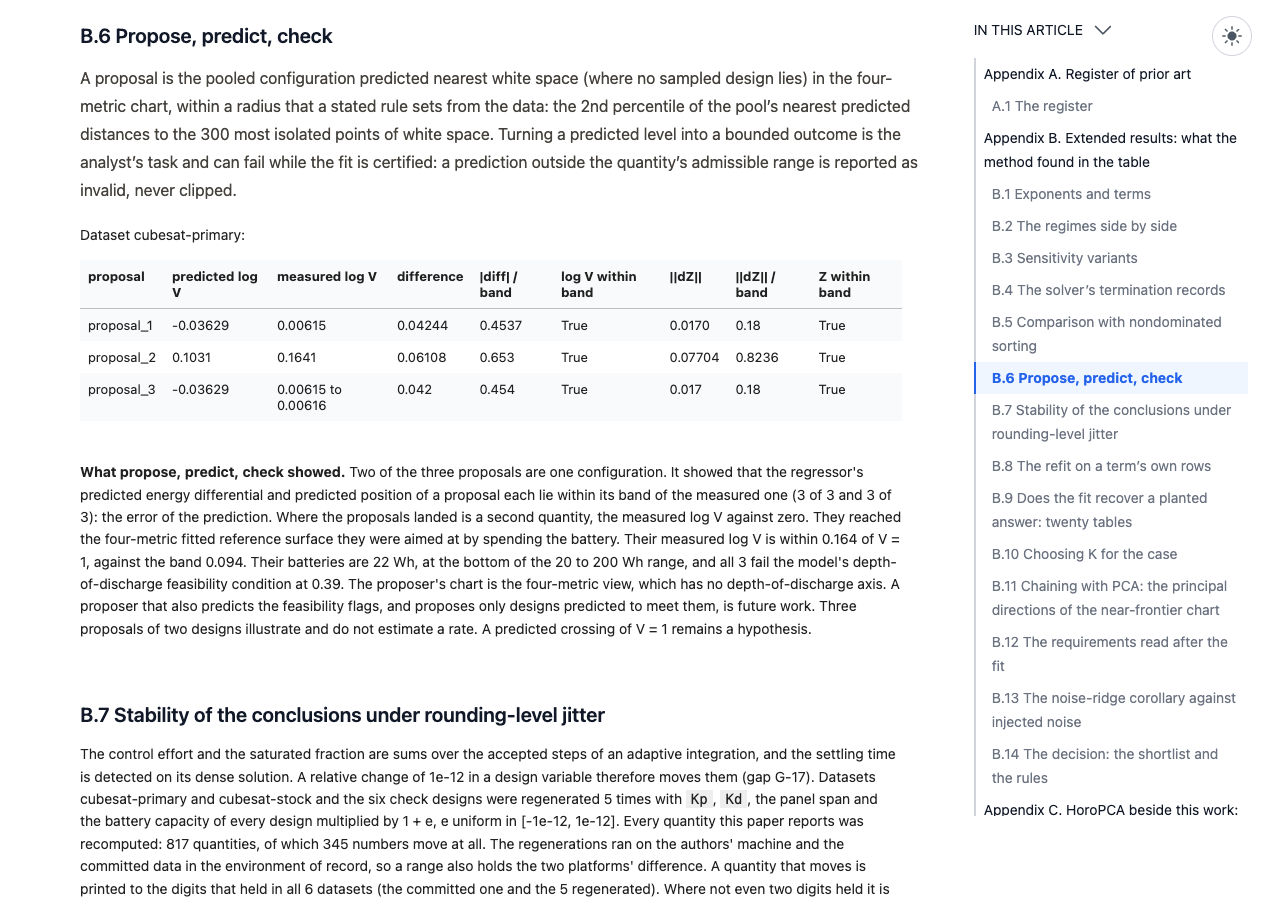 B.6 Propose, predict, check
A proposal is the pooled configuration predicted nearest white space (where no sampled design lies) in the four-
metric chart, within a radius that a stated rule sets from the data: the 2nd percentile of the pool’s nearest predicted
distances to the 300 most isolated points of white space. Turning a predicted level into a bounded outcome is the
analyst’s task and can fail while the fit is certified: a prediction outside the quantity’s admissible range is reported as
invalid, never clipped.
Dataset cubesat-primary:
proposal predicted log V measured log V difference |diff| / band log V within band ||dZ|| ||dZ|| / band Z within band
proposal_1 -0.03629 0.00615 0.04244 0.4537 True 0.0170 0.18 True
proposal_2 0.1031 0.1641 0.06108 0.653 True 0.07704 0.8236 True
proposal_3 -0.03629 0.00615 to 0.00616 0.042 0.454 True 0.017 0.18 True
What propose, predict, check showed. Two of the three proposals are one configuration. It showed that the regressor's
predicted energy differential and predicted position of a proposal each lie within its band of the measured one (3 of 3 and 3 of
3): the error of the prediction. Where the proposals landed is a second quantity, the measured log V against zero. They reached
the four-metric fitted reference surface they were aimed at by spending the battery. Their measured log V is within 0.164 of V =
1, against the band 0.094. Their batteries are 22 Wh, at the bottom of the 20 to 200 Wh range, and all 3 fail the model's depth-
of-discharge feasibility condition at 0.39. The proposer's chart is the four-metric view, which has no depth-of-discharge axis. A
proposer that also predicts the feasibility flags, and proposes only designs predicted to meet them, is future work. Three
proposals of two designs illustrate and do not estimate a rate. A predicted crossing of V = 1 remains a hypothesis.
B.7 Stability of the conclusions under rounding-level jitter
The control effort and the saturated fraction are sums over the accepted steps of an adaptive integration, and the settling time
is detected on its dense solution. A relative change of 1e-12 in a design variable therefore moves them (gap G-17). Datasets
cubesat-primary and cubesat-stock and the six check designs were regenerated 5 times with Kp, Kd, the panel span and
the battery capacity of every design multiplied by 1 + e, e uniform in [-1e-12, 1e-12]. Every quantity this paper reports was
recomputed: 817 quantities, of which 345 numbers move at all. The regenerations ran on the authors' machine and the
committed data in the environment of record, so a range also holds the two platforms' difference. A quantity that moves is
printed to the digits that held in all 6 datasets (the committed one and the 5 regenerated). Where not even two digits held it is
IN THIS ARTICLE
Appendix A. Register of prior art
A.1 The register
Appendix B. Extended results: what the
method found in the table
B.1 Exponents and terms
B.2 The regimes side by side
B.3 Sensitivity variants
B.4 The solver’s termination records
B.5 Comparison with nondominated
sorting
B.6 Propose, predict, check
B.7 Stability of the conclusions under
rounding-level jitter
B.8 The refit on a term’s own rows
B.9 Does the fit recover a planted
answer: twenty tables
B.10 Choosing K for the case
B.11 Chaining with PCA: the principal
directions of the near-frontier chart
B.12 The requirements read after the
fit
B.13 The noise-ridge corollary against
injected noise
B.14 The decision: the shortlist and
the rules
Appendix C. HoroPCA beside this work: